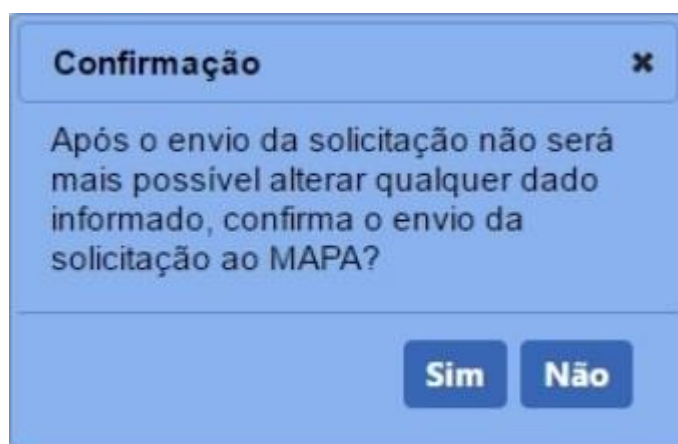 Confirmação
Após o envio da solicitação não será
mais possível alterar qualquer dado
informado, confirma o envio da
solicitação ao MAPA?
Sim Não